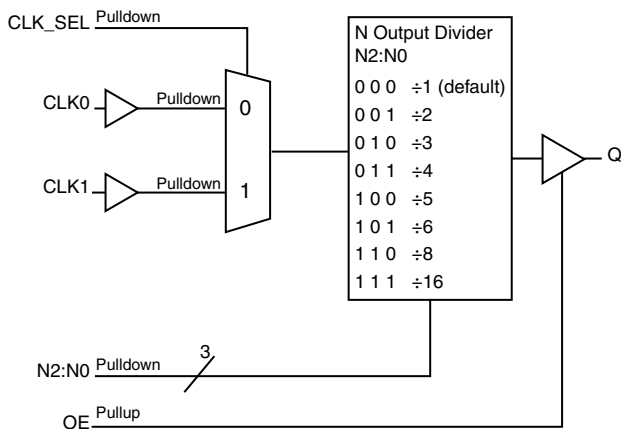 CLK_SEL Pulldown
CLK0 Pulldown 0
CLK1 Pulldown 1
N Output Divider
N2:N0
0 0 0 ÷1 (default)
0 0 1 ÷2
0 1 0 ÷3
0 1 1 ÷4
1 0 0 ÷5
1 0 1 ÷6
1 1 0 ÷8
1 1 1 ÷16
Q
N2:N0 Pulldown 3
OE Pullup